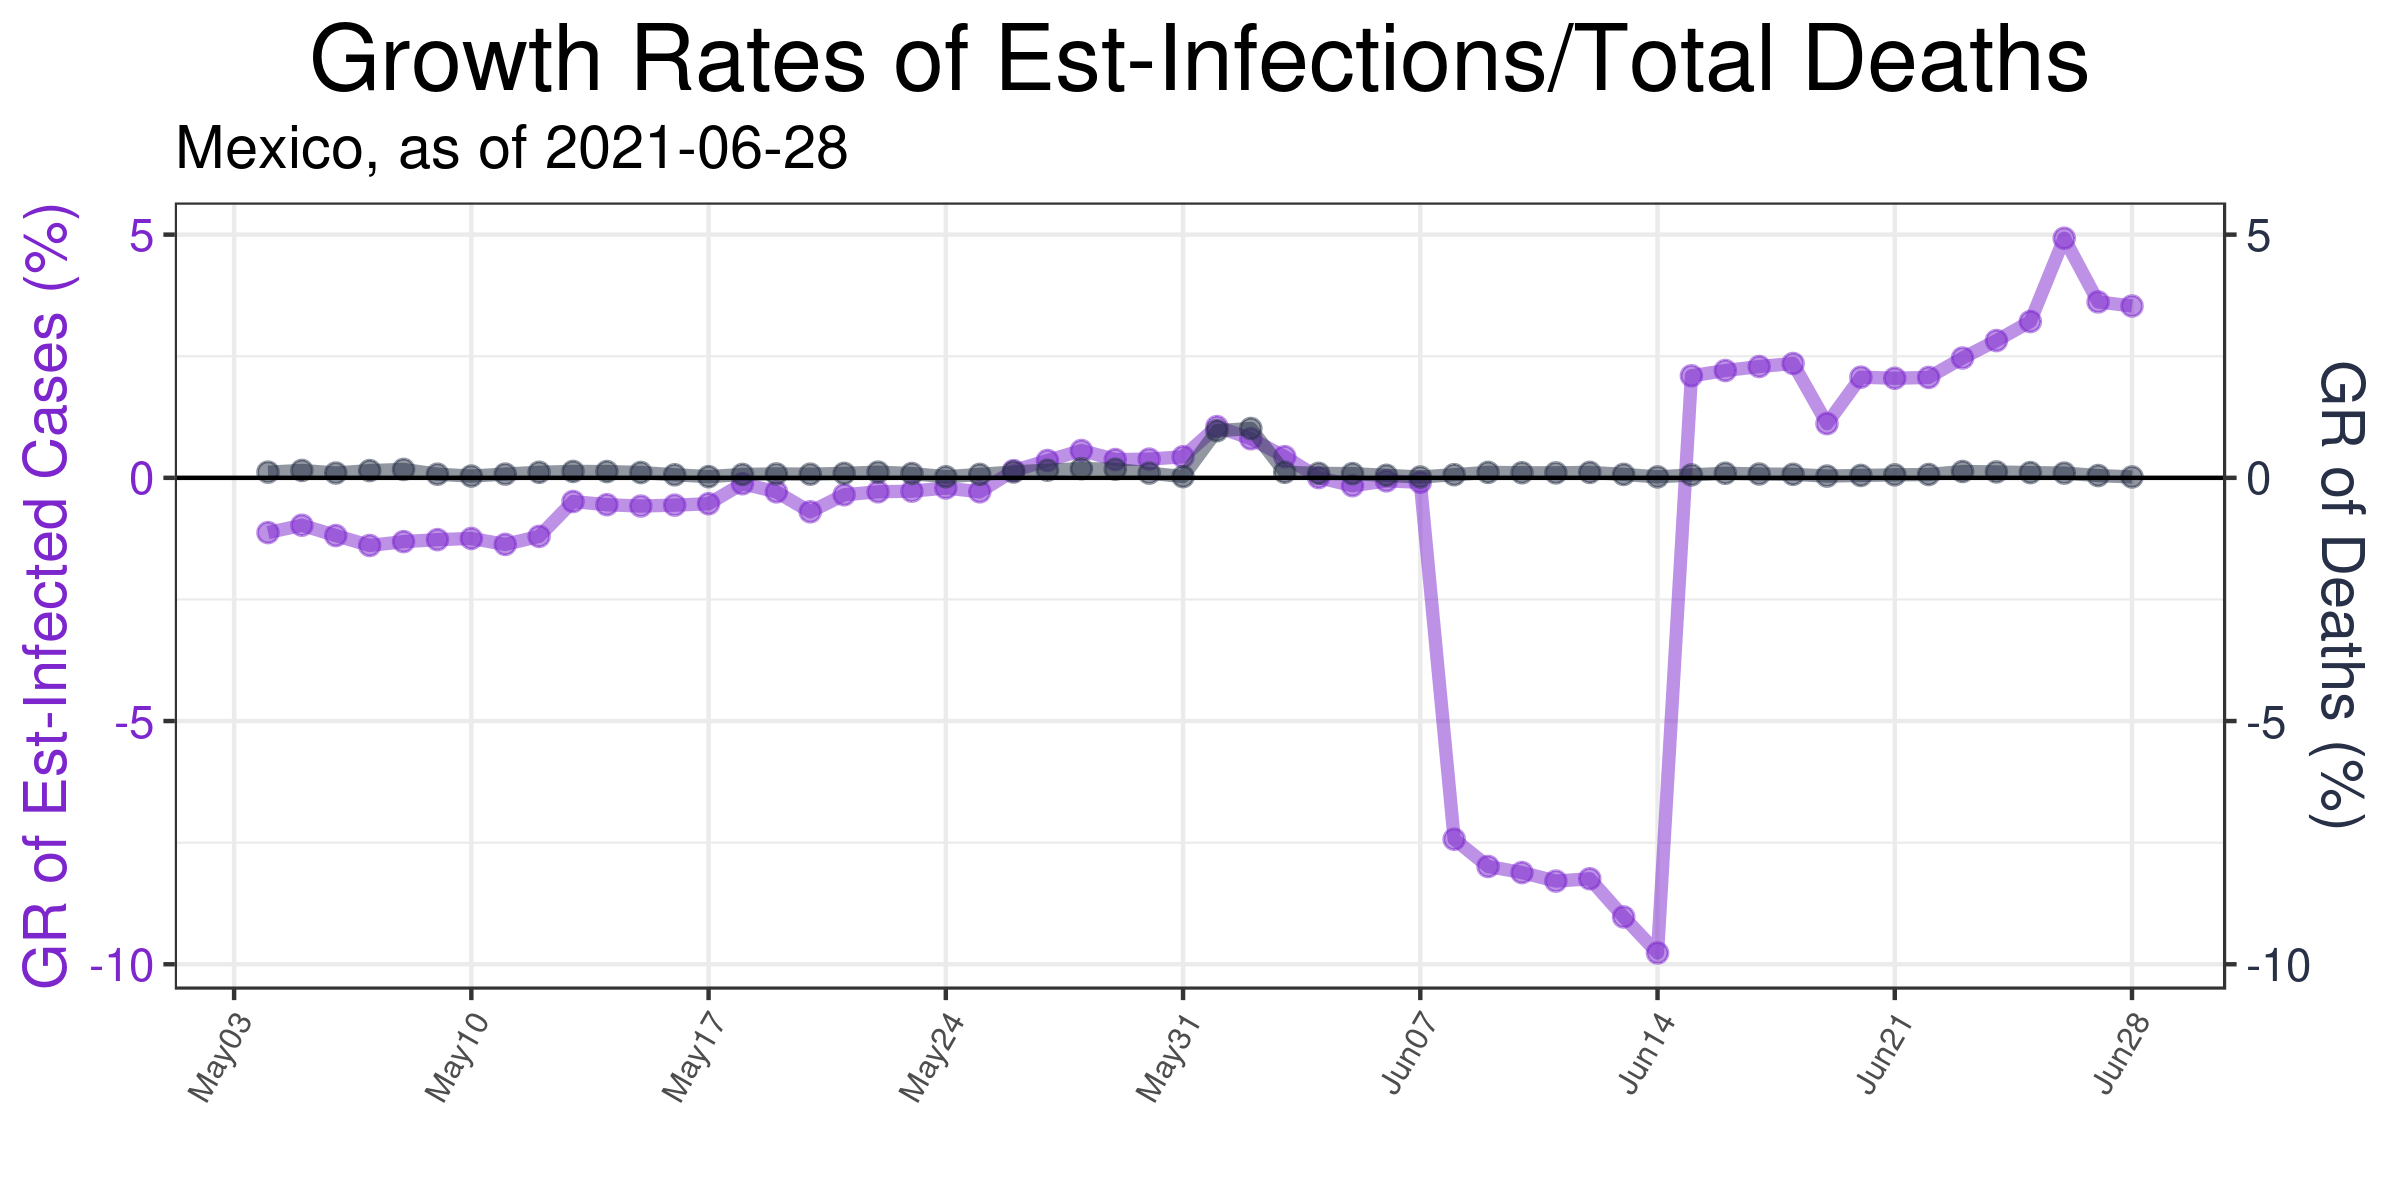 Growth Rates of Est-Infections/Total Deaths
Mexico, as of 2021-06-28
GR of Est-Infected Cases (%)
5
0
-5
-10
5
0
-5
-10
GR of Deaths (%)
May03
May10
May17
May24
May31
Jun07
Jun14
Jun21
Jun28